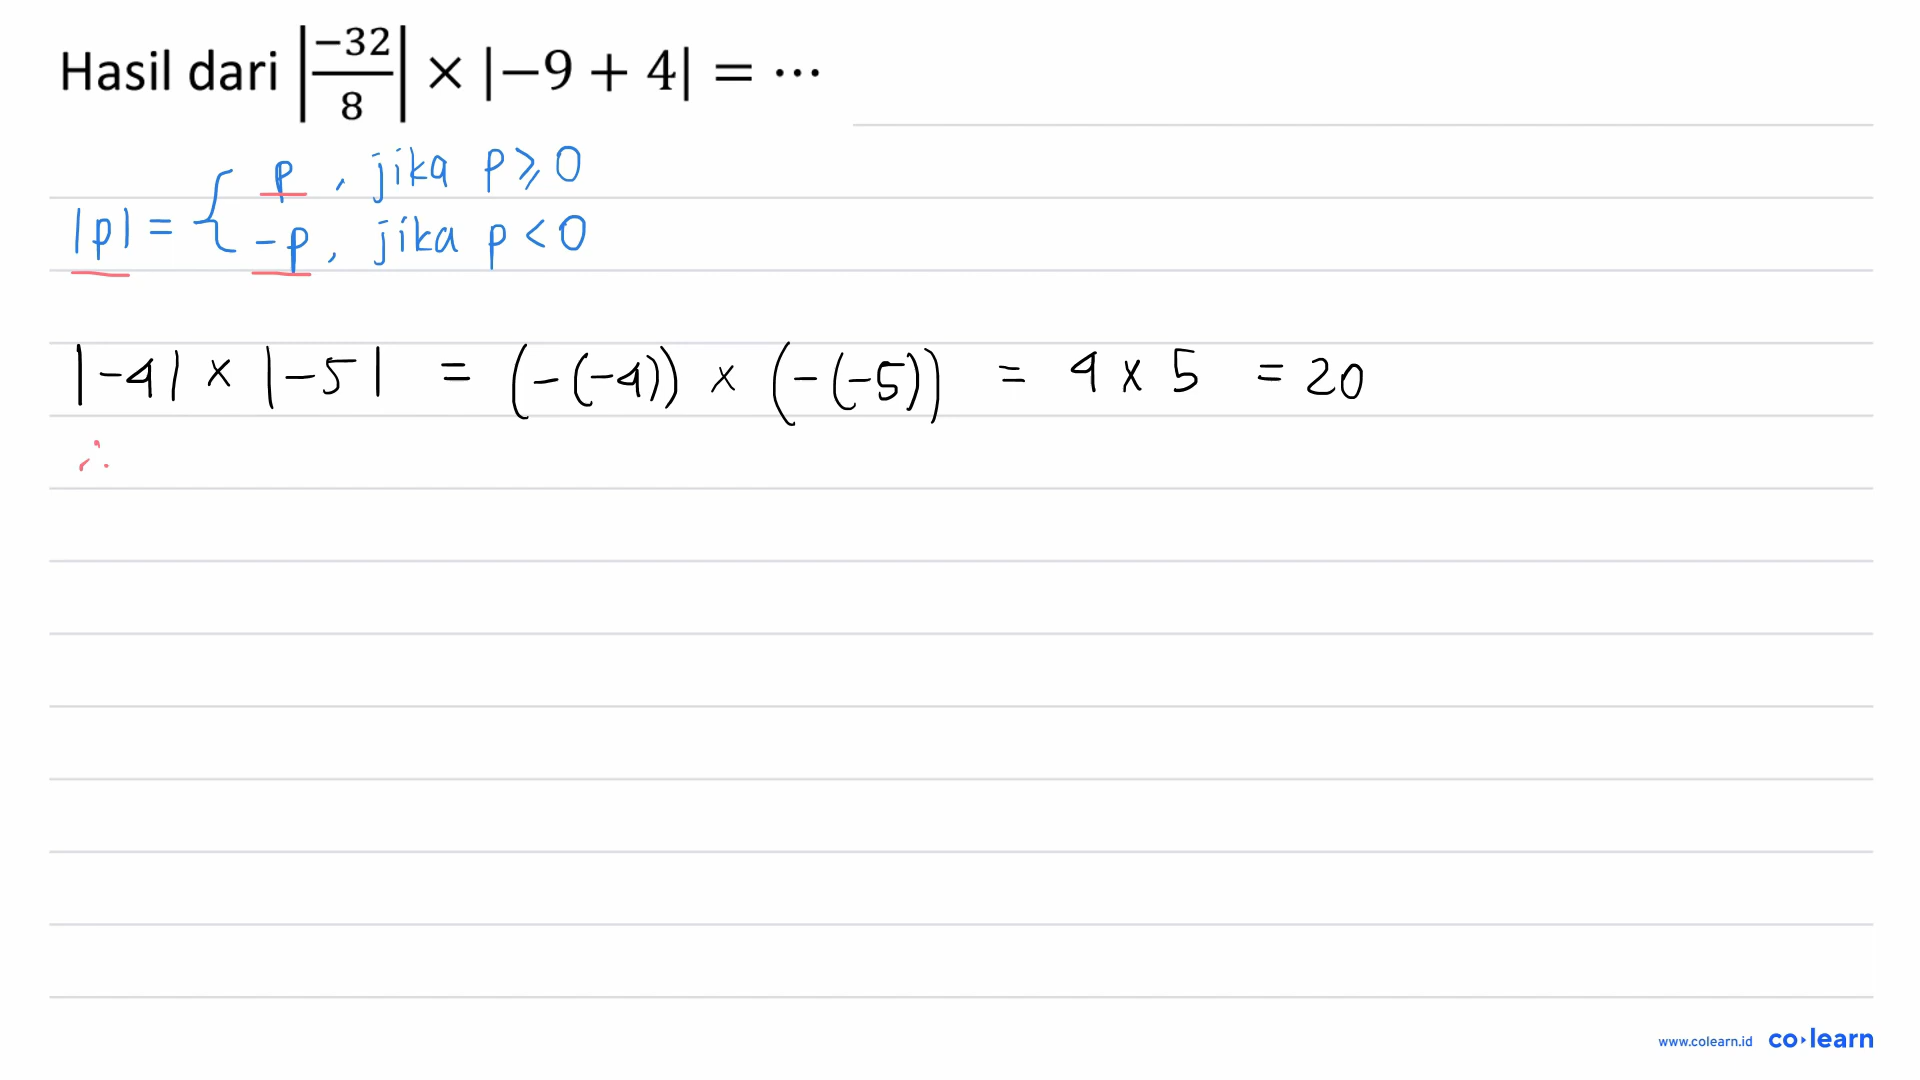 Hasil dari |−32/8| × |−9 + 4| = ⋯
|p| = { p , jika p ⩾ 0
-p , jika p < 0
|-4| × |-5| = (-(-4)) × (-(-5)) = 4 × 5 = 20
∴
www.colearn.id co▸learn